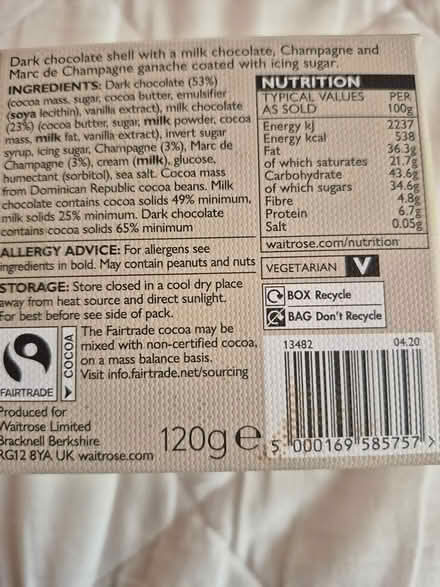 Dark chocolate shell with a milk chocolate, Champagne and
Marc de Champagne ganache coated with icing sugar.
INGREDIENTS: Dark chocolate (53%)
(cocoa mass, sugar, cocoa butter, emulsifier
(soya lecithin), vanilla extract), milk chocolate
(23%) (cocoa butter, sugar, milk powder, cocoa
mass, milk fat, vanilla extract), invert sugar
syrup, icing sugar, Champagne (3%), Marc de
Champagne (3%), cream (milk), glucose,
humectant (sorbitol), sea salt. Cocoa mass
from Dominican Republic cocoa beans. Milk
chocolate contains cocoa solids 49% minimum,
milk solids 25% minimum. Dark chocolate
contains cocoa solids 65% minimum
ALLERGY ADVICE: For allergens see
ingredients in bold. May contain peanuts and nuts
STORAGE: Store closed in a cool dry place
away from heat source and direct sunlight.
For best before see side of pack.
FAIRTRADE
COCOA
The Fairtrade cocoa may be
mixed with non-certified cocoa,
on a mass balance basis.
Visit info.fairtrade.net/sourcing
Produced for
Waitrose Limited
Bracknell Berkshire
RG12 8YA UK waitrose.com
120g e
NUTRITION
TYPICAL VALUES PER
AS SOLD 100g
Energy kJ 2237
Energy kcal 538
Fat 36.3g
of which saturates 21.7g
Carbohydrate 43.6g
of which sugars 34.6g
Fibre 4.8g
Protein 6.7g
Salt 0.05g
waitrose.com/nutrition
VEGETARIAN V
BOX Recycle
BAG Don't Recycle
13482 04.20
5 000169 585757 >